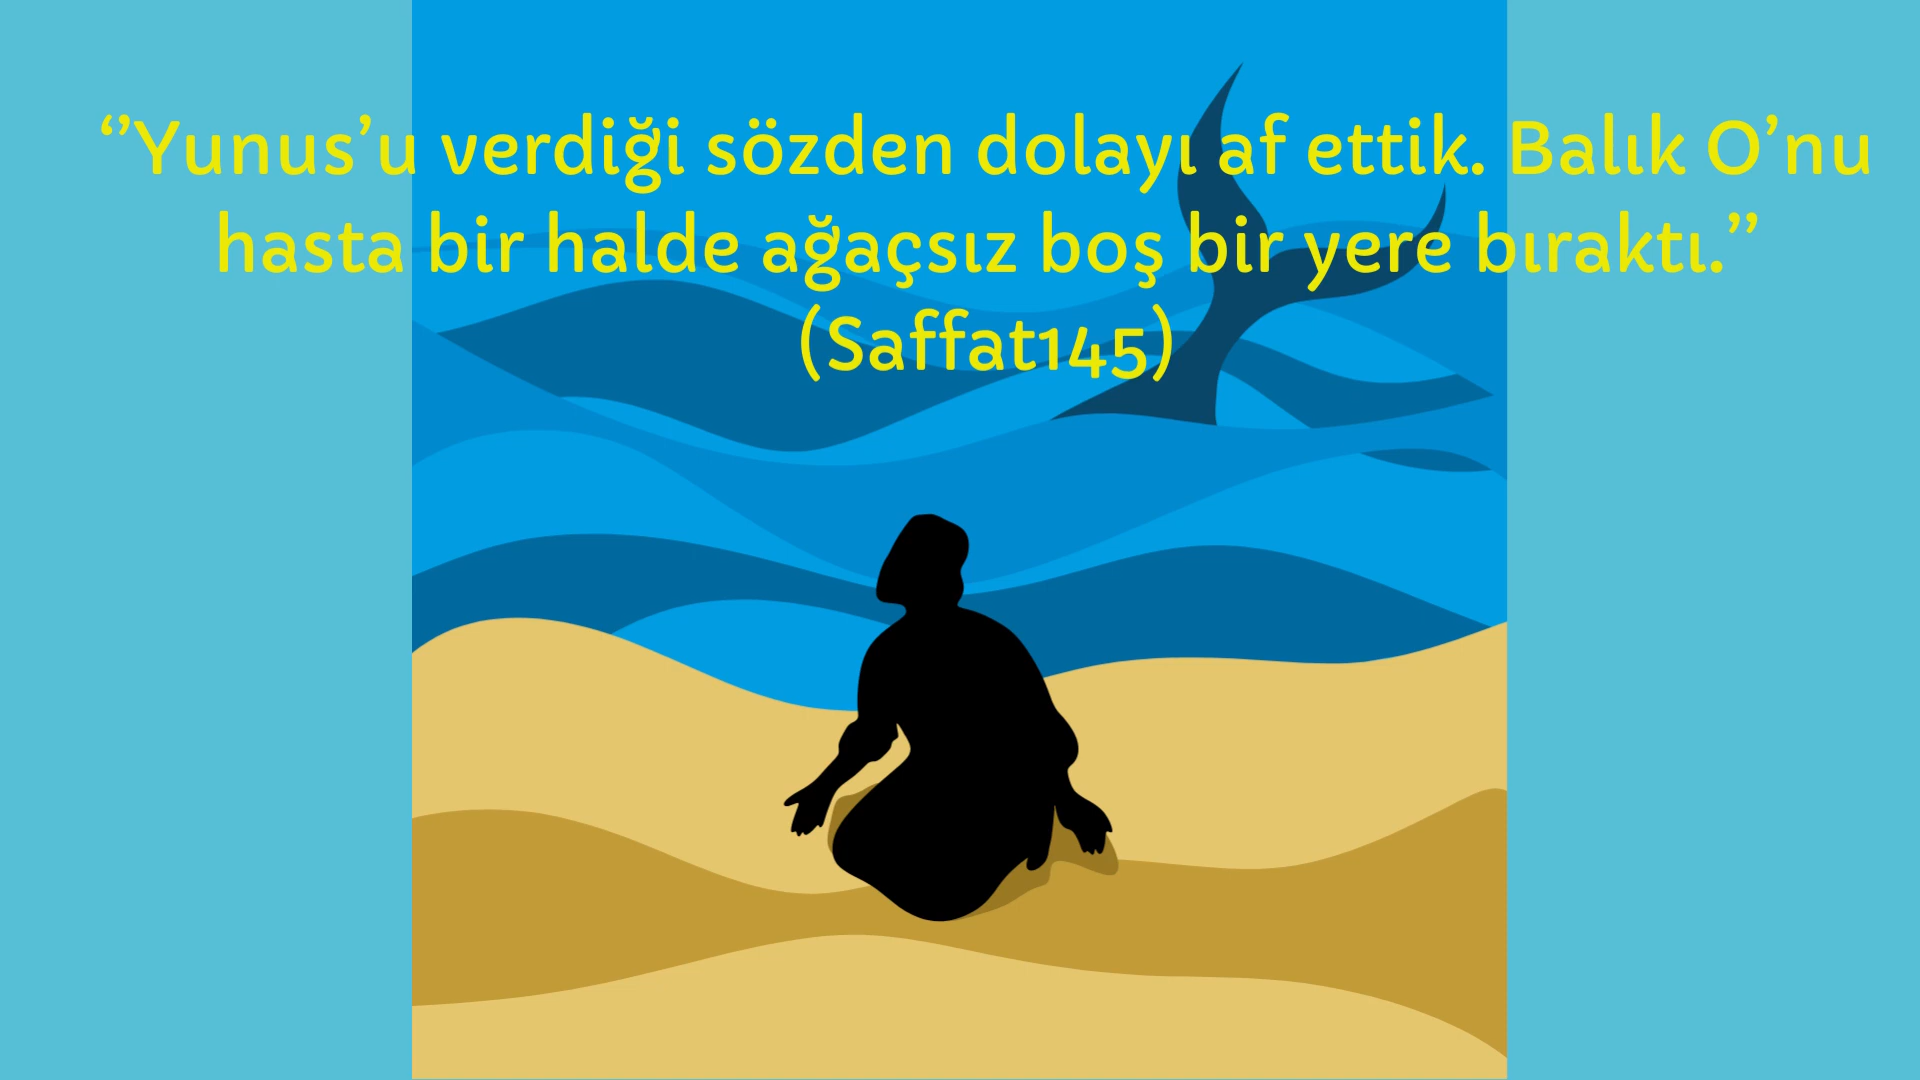 ‘’Yunus’u verdiği sözden dolayı af ettik. Balık O’nu
hasta bir halde ağaçsız boş bir yere bıraktı.’’
(Saffat145)